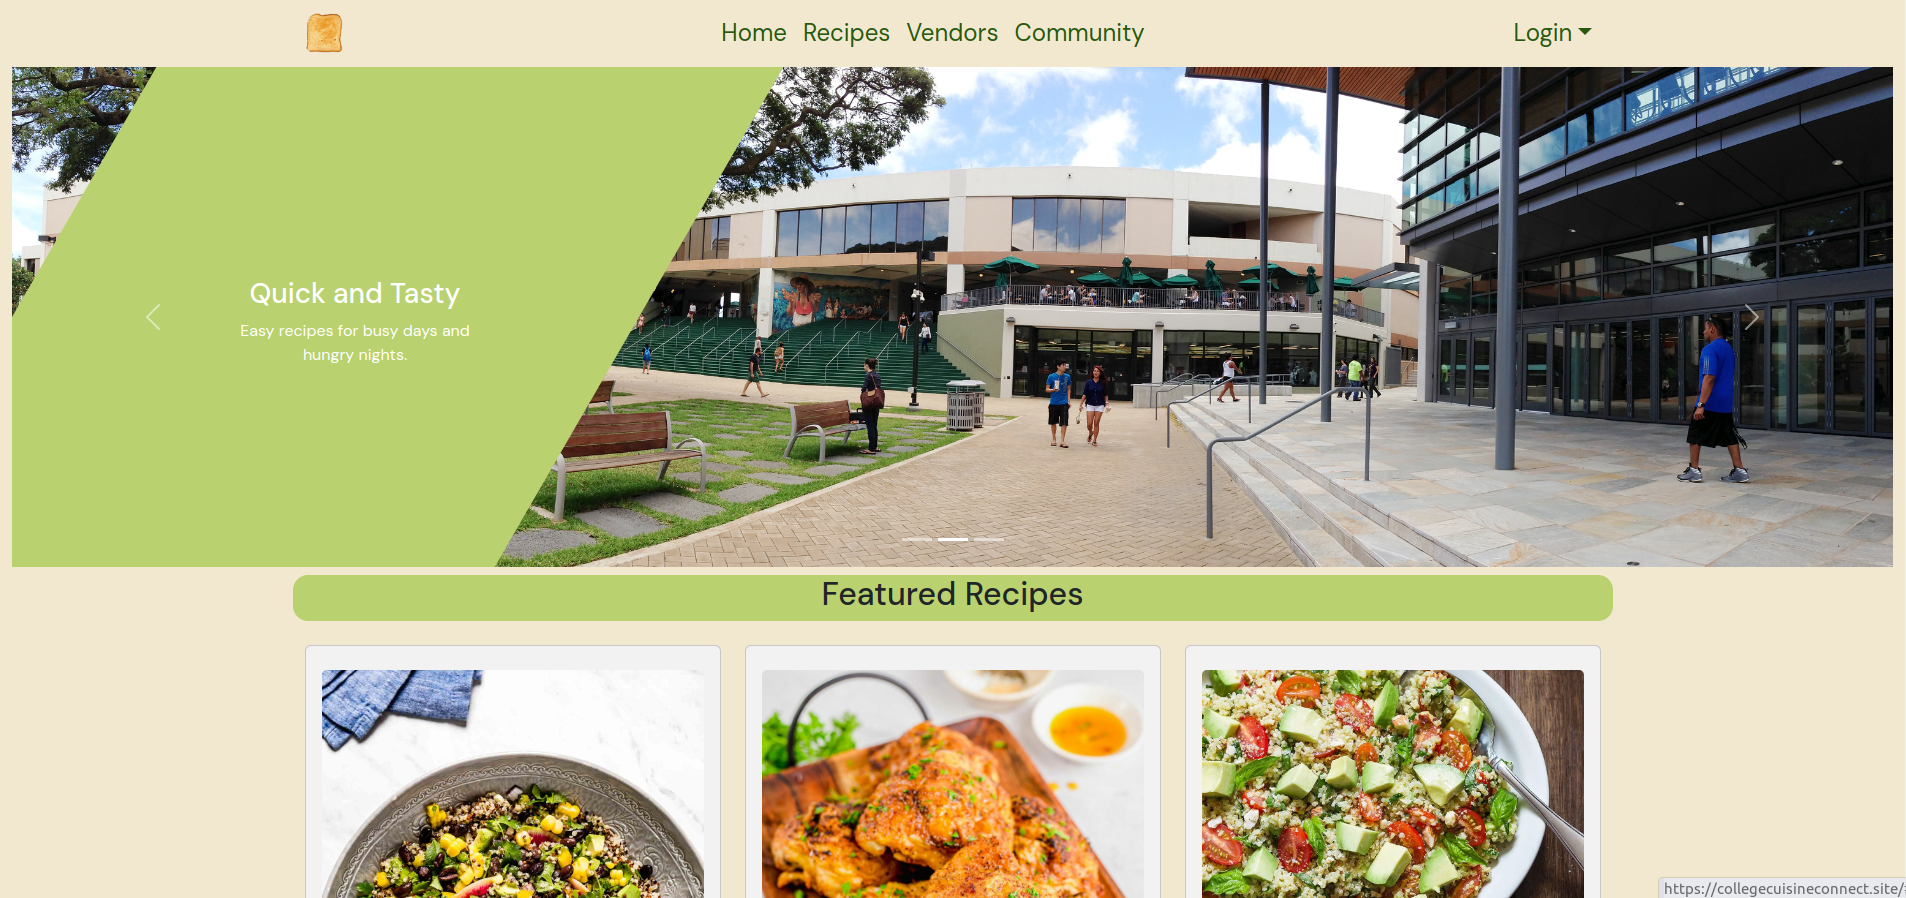 Home Recipes Vendors Community Login
Quick and Tasty
Easy recipes for busy days and
hungry nights.
Featured Recipes
https://collegecuisineconnect.site/